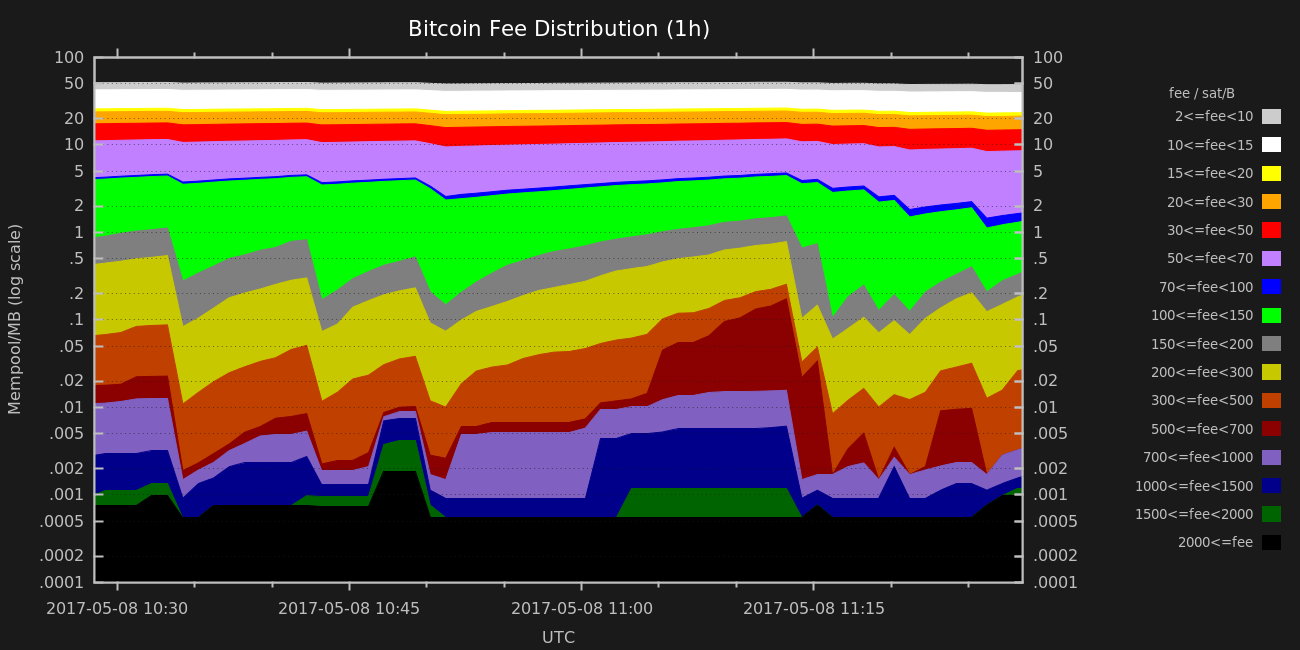 Bitcoin Fee Distribution (1h)
Mempool/MB (log scale)
100
50
20
10
5
2
1
.5
.2
.1
.05
.02
.01
.005
.002
.001
.0005
.0002
.0001
100
50
20
10
5
2
1
.5
.2
.1
.05
.02
.01
.005
.002
.001
.0005
.0002
.0001
2017-05-08 10:30 2017-05-08 10:45 2017-05-08 11:00 2017-05-08 11:15
UTC
fee / sat/B
2<=fee<10
10<=fee<15
15<=fee<20
20<=fee<30
30<=fee<50
50<=fee<70
70<=fee<100
100<=fee<150
150<=fee<200
200<=fee<300
300<=fee<500
500<=fee<700
700<=fee<1000
1000<=fee<1500
1500<=fee<2000
2000<=fee